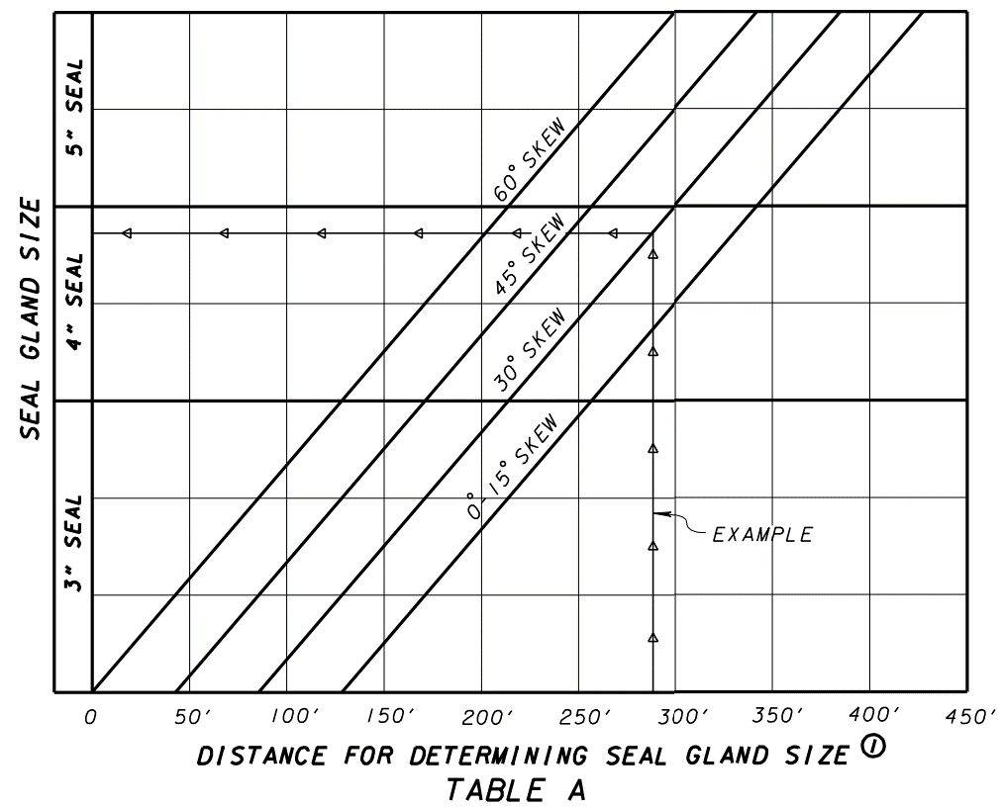 SEAL GLAND SIZE
5" SEAL
4" SEAL
3" SEAL
60° SKEW
45° SKEW
30° SKEW
0°-15° SKEW
EXAMPLE
0 50' 100' 150' 200' 250' 300' 350' 400' 450'
DISTANCE FOR DETERMINING SEAL GLAND SIZE ①
TABLE A